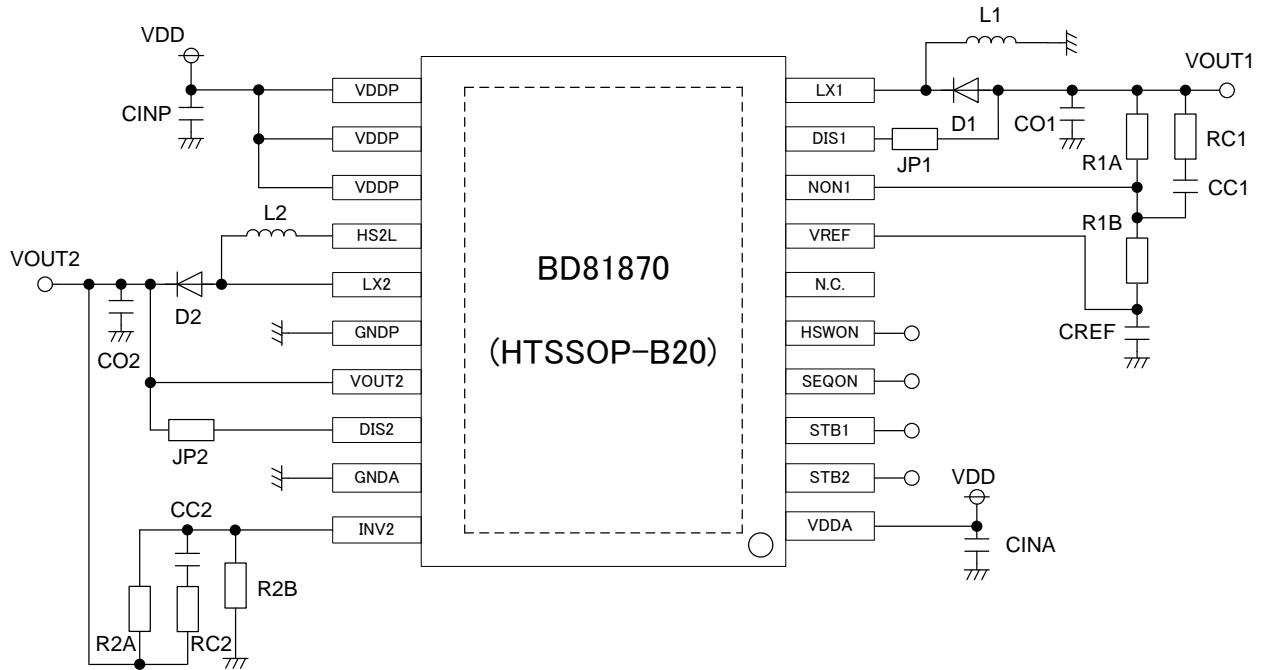 VDD
CINP
VDDP
VDDP
VDDP
L2
HS2L
VOUT2
D2
LX2
CO2
GNDP
VOUT2
JP2
DIS2
GNDA
CC2
INV2
R2A
RC2
R2B
BD81870
(HTSSOP-B20)
L1
LX1
D1
CO1
VOUT1
DIS1
JP1
R1A
RC1
NON1
CC1
R1B
VREF
N.C.
CREF
HSWON
SEQON
STB1
STB2
VDD
VDDA
CINA